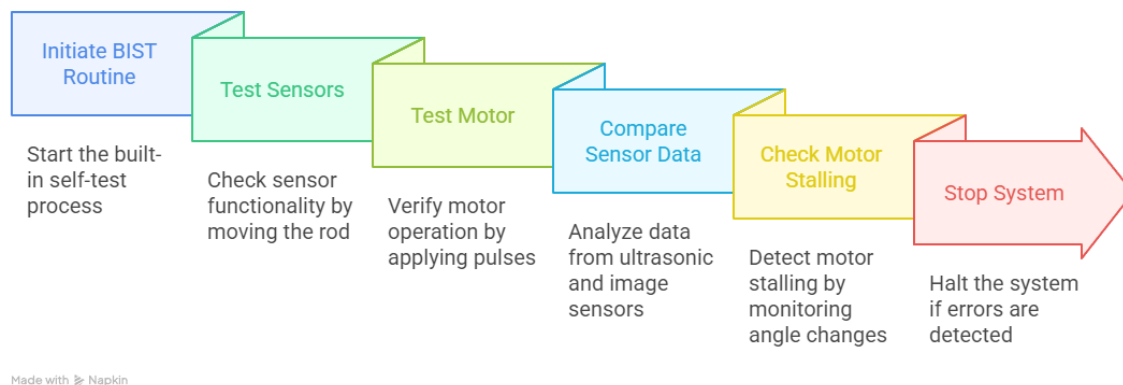 Initiate BIST
Routine
Start the built-
in self-test
process
Test Sensors
Check sensor
functionality by
moving the rod
Test Motor
Verify motor
operation by
applying pulses
Compare
Sensor Data
Analyze data
from ultrasonic
and image
sensors
Check Motor
Stalling
Detect motor
stalling by
monitoring
angle changes
Stop System
Halt the system
if errors are
detected
Made with Napkin